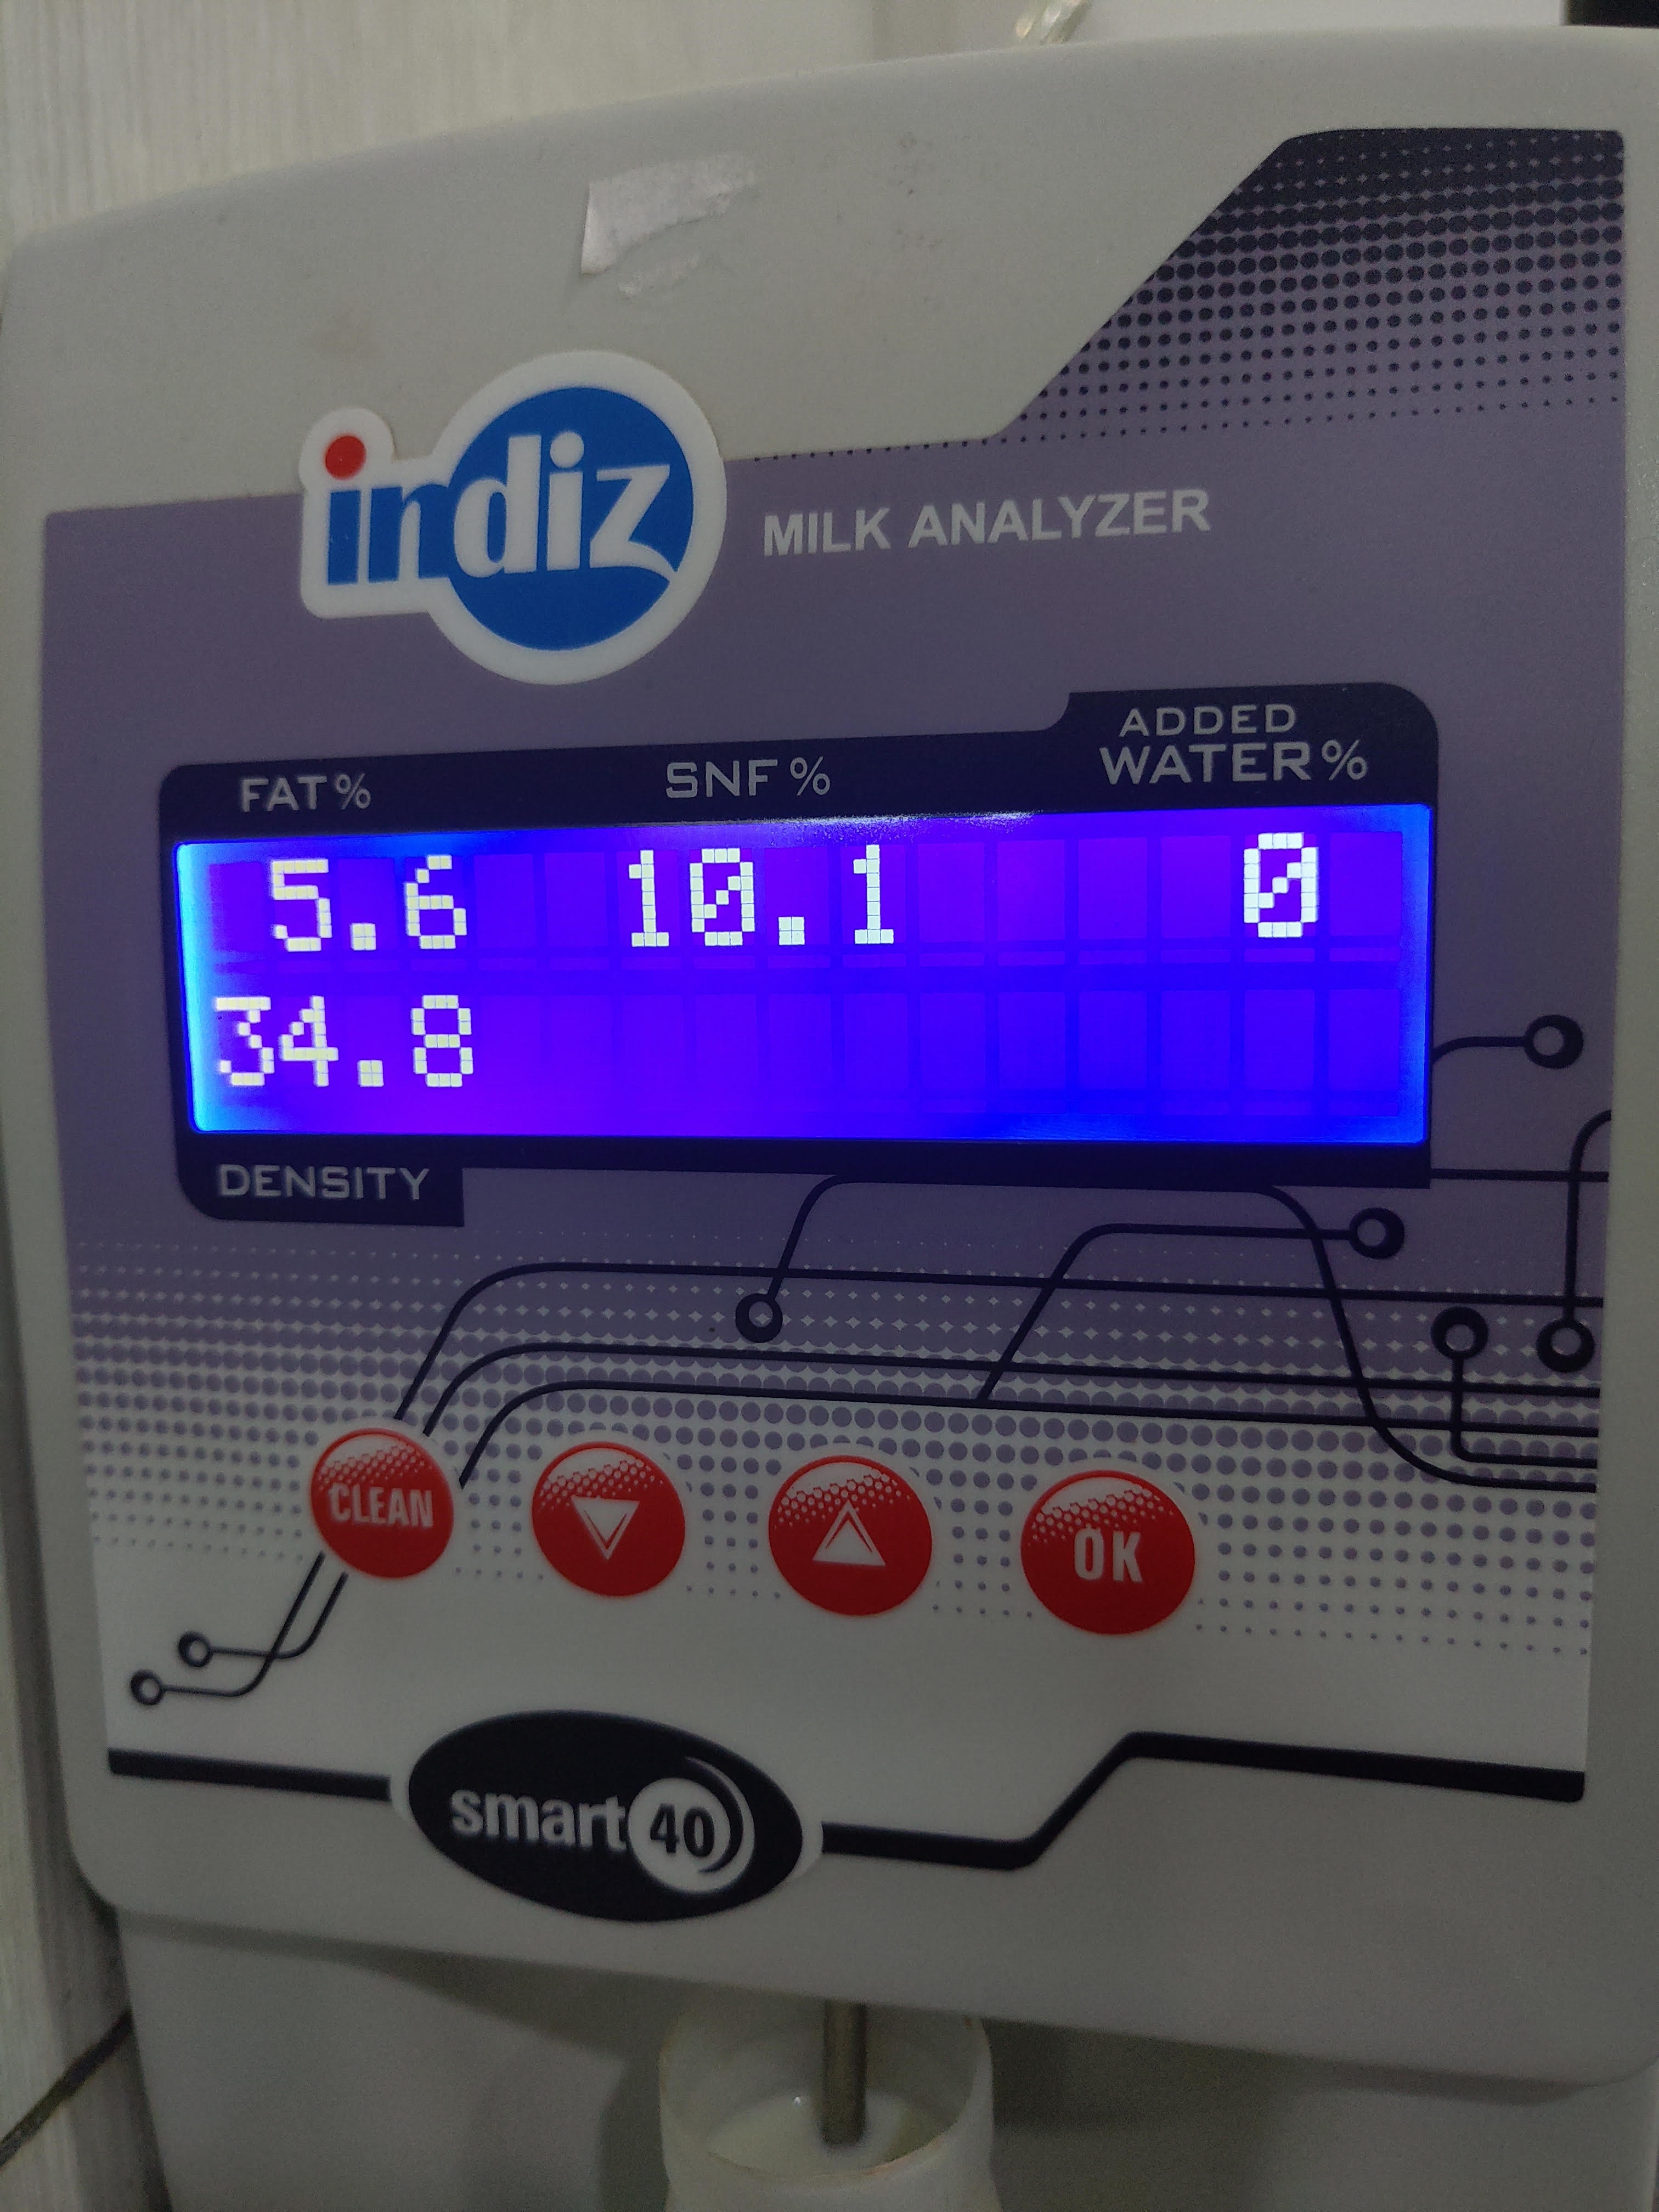 indiz MILK ANALYZER
FAT% SNF% ADDED WATER%
5.6 10.1 0
34.8
DENSITY
CLEAN OK
smart 40